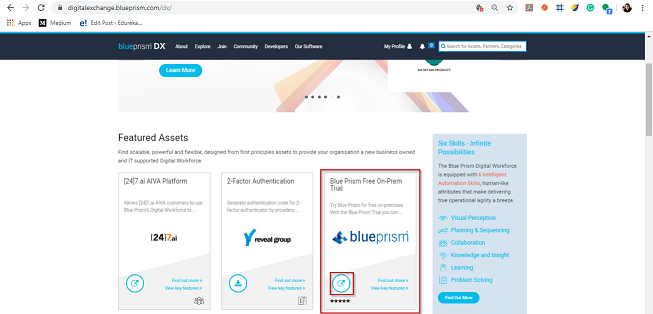 digitalexchange.blueprism.com/dx/
Apps M Medium e! Edit Post ‹ Edureka...
blueprism DX About Explore Join Community Developers Our Software My Profile 0 Search for Assets, Partners, Categories
Learn More
AN INTAIN PRODUCT
Featured Assets
Find scalable, powerful and flexible, designed from first principles assets to provide your organisation a new business owned
and IT supported Digital Workforce.
[24]7.ai AIVA Platform
Allows [24]7.ai AIVA customers to use
Blue Prism's Digital Workforce to ...
[24]7.ai
Find out more »
View key features »
2-Factor Authentication
Generate authentication code for 2-
factor authenticator by providers ...
reveal group
Find out more »
View key features »
Blue Prism Free On-Prem
Trial
Try Blue Prism for free on-premises
With the Blue Prism Trial you can ...
blueprism
Find out more »
View key features »
★★★★★
Six Skills - Infinite
Possibilities
The Blue Prism Digital Workforce
is equipped with 6 Intelligent
Automation Skills, human-like
attributes that make delivering
true operational agility a breeze.
Visual Perception
Planning & Sequencing
Collaboration
Knowledge and Insight
Learning
Problem Solving
Find Out More